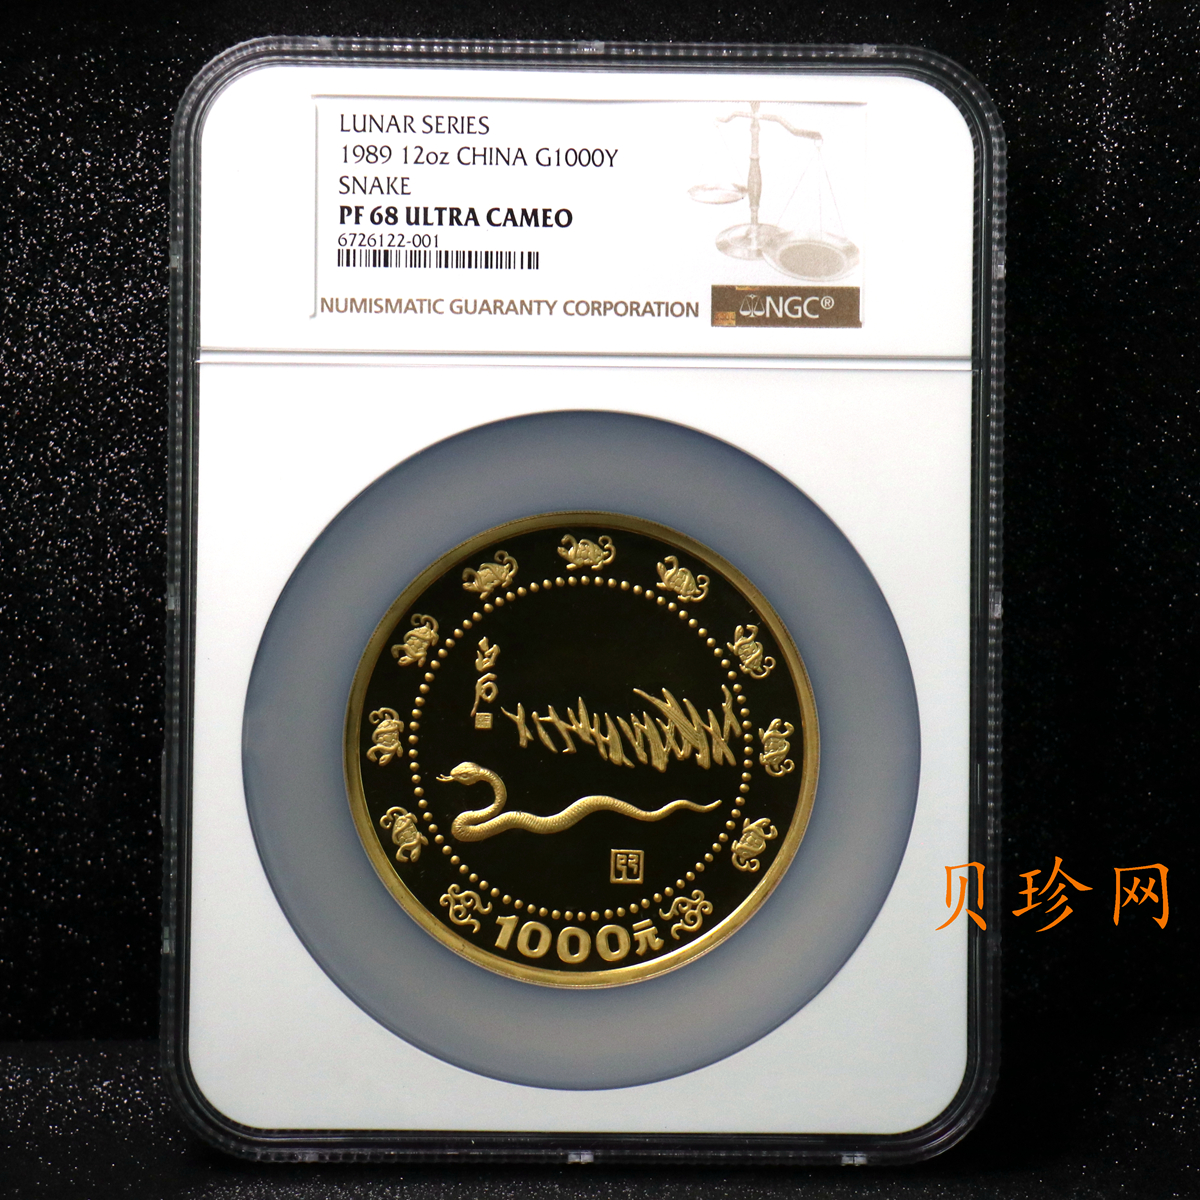 LUNAR SERIES
1989 12oz CHINA G1000Y
SNAKE
PF 68 ULTRA CAMEO
6726122-001
NUMISMATIC GUARANTY CORPORATION
NGC®
1000元
贝珍网